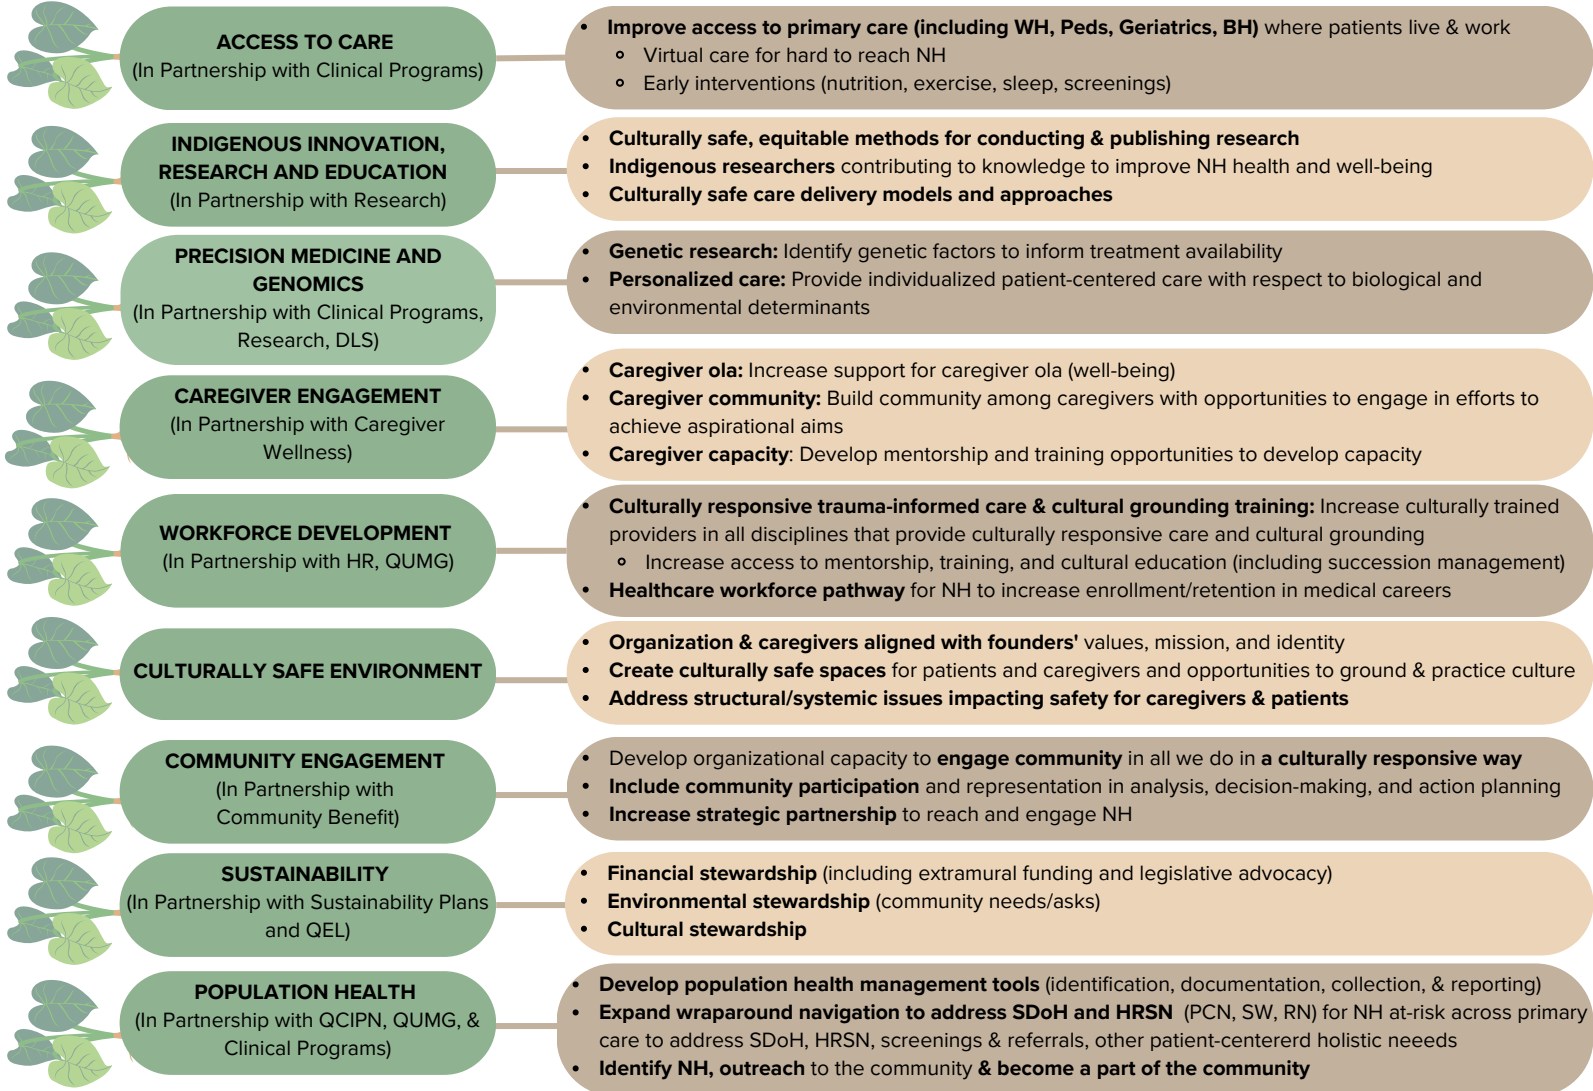 ACCESS TO CARE
(In Partnership with Clinical Programs)
• Improve access to primary care (including WH, Peds, Geriatrics, BH) where patients live & work
Virtual care for hard to reach NH
Early interventions (nutrition, exercise, sleep, screenings)
INDIGENOUS INNOVATION,
RESEARCH AND EDUCATION
(In Partnership with Research)
• Culturally safe, equitable methods for conducting & publishing research
• Indigenous researchers contributing to knowledge to improve NH health and well-being
• Culturally safe care delivery models and approaches
PRECISION MEDICINE AND
GENOMICS
(In Partnership with Clinical Programs,
Research, DLS)
• Genetic research: Identify genetic factors to inform treatment availability
• Personalized care: Provide individualized patient-centered care with respect to biological and
environmental determinants
CAREGIVER ENGAGEMENT
(In Partnership with Caregiver
Wellness)
• Caregiver ola: Increase support for caregiver ola (well-being)
• Caregiver community: Build community among caregivers with opportunities to engage in efforts to
achieve aspirational aims
• Caregiver capacity: Develop mentorship and training opportunities to develop capacity
WORKFORCE DEVELOPMENT
(In Partnership with HR, QUMG)
• Culturally responsive trauma-informed care & cultural grounding training: Increase culturally trained
providers in all disciplines that provide culturally responsive care and cultural grounding
Increase access to mentorship, training, and cultural education (including succession management)
• Healthcare workforce pathway for NH to increase enrollment/retention in medical careers
CULTURALLY SAFE ENVIRONMENT
• Organization & caregivers aligned with founders' values, mission, and identity
• Create culturally safe spaces for patients and caregivers and opportunities to ground & practice culture
• Address structural/systemic issues impacting safety for caregivers & patients
COMMUNITY ENGAGEMENT
(In Partnership with
Community Benefit)
• Develop organizational capacity to engage community in all we do in a culturally responsive way
• Include community participation and representation in analysis, decision-making, and action planning
• Increase strategic partnership to reach and engage NH
SUSTAINABILITY
(In Partnership with Sustainability Plans
and QEL)
• Financial stewardship (including extramural funding and legislative advocacy)
• Environmental stewardship (community needs/asks)
• Cultural stewardship
POPULATION HEALTH
(In Partnership with QCIPN, QUMG, &
Clinical Programs)
• Develop population health management tools (identification, documentation, collection, & reporting)
• Expand wraparound navigation to address SDoH and HRSN (PCN, SW, RN) for NH at-risk across primary
care to address SDoH, HRSN, screenings & referrals, other patient-centererd holistic neeeds
• Identify NH, outreach to the community & become a part of the community